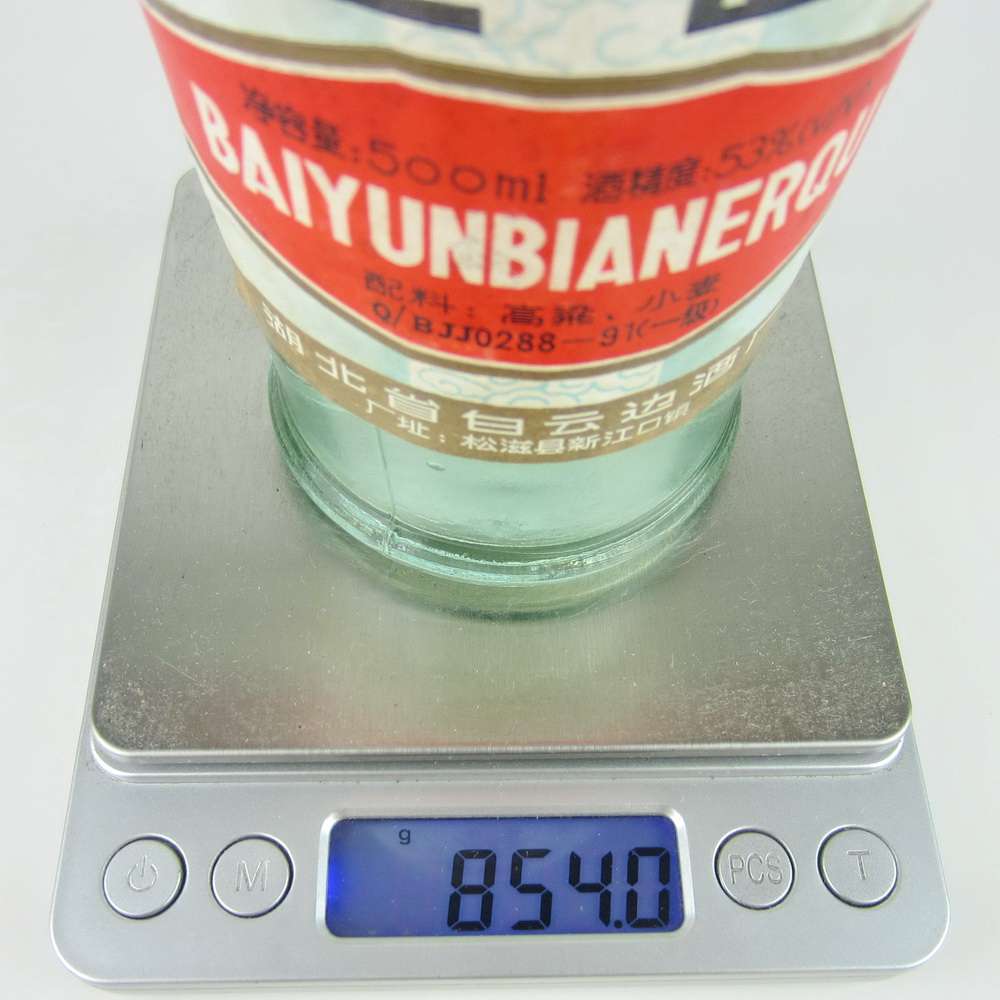 净含量:500ml 酒精度:53%(V/V)
BAIYUNBIANERQU
配料:高粱、小麦
Q/BJJ0288-91(一级)
湖北省白云边酒厂
厂址:松滋县新江口镇
g
854.0
M
PCS
T